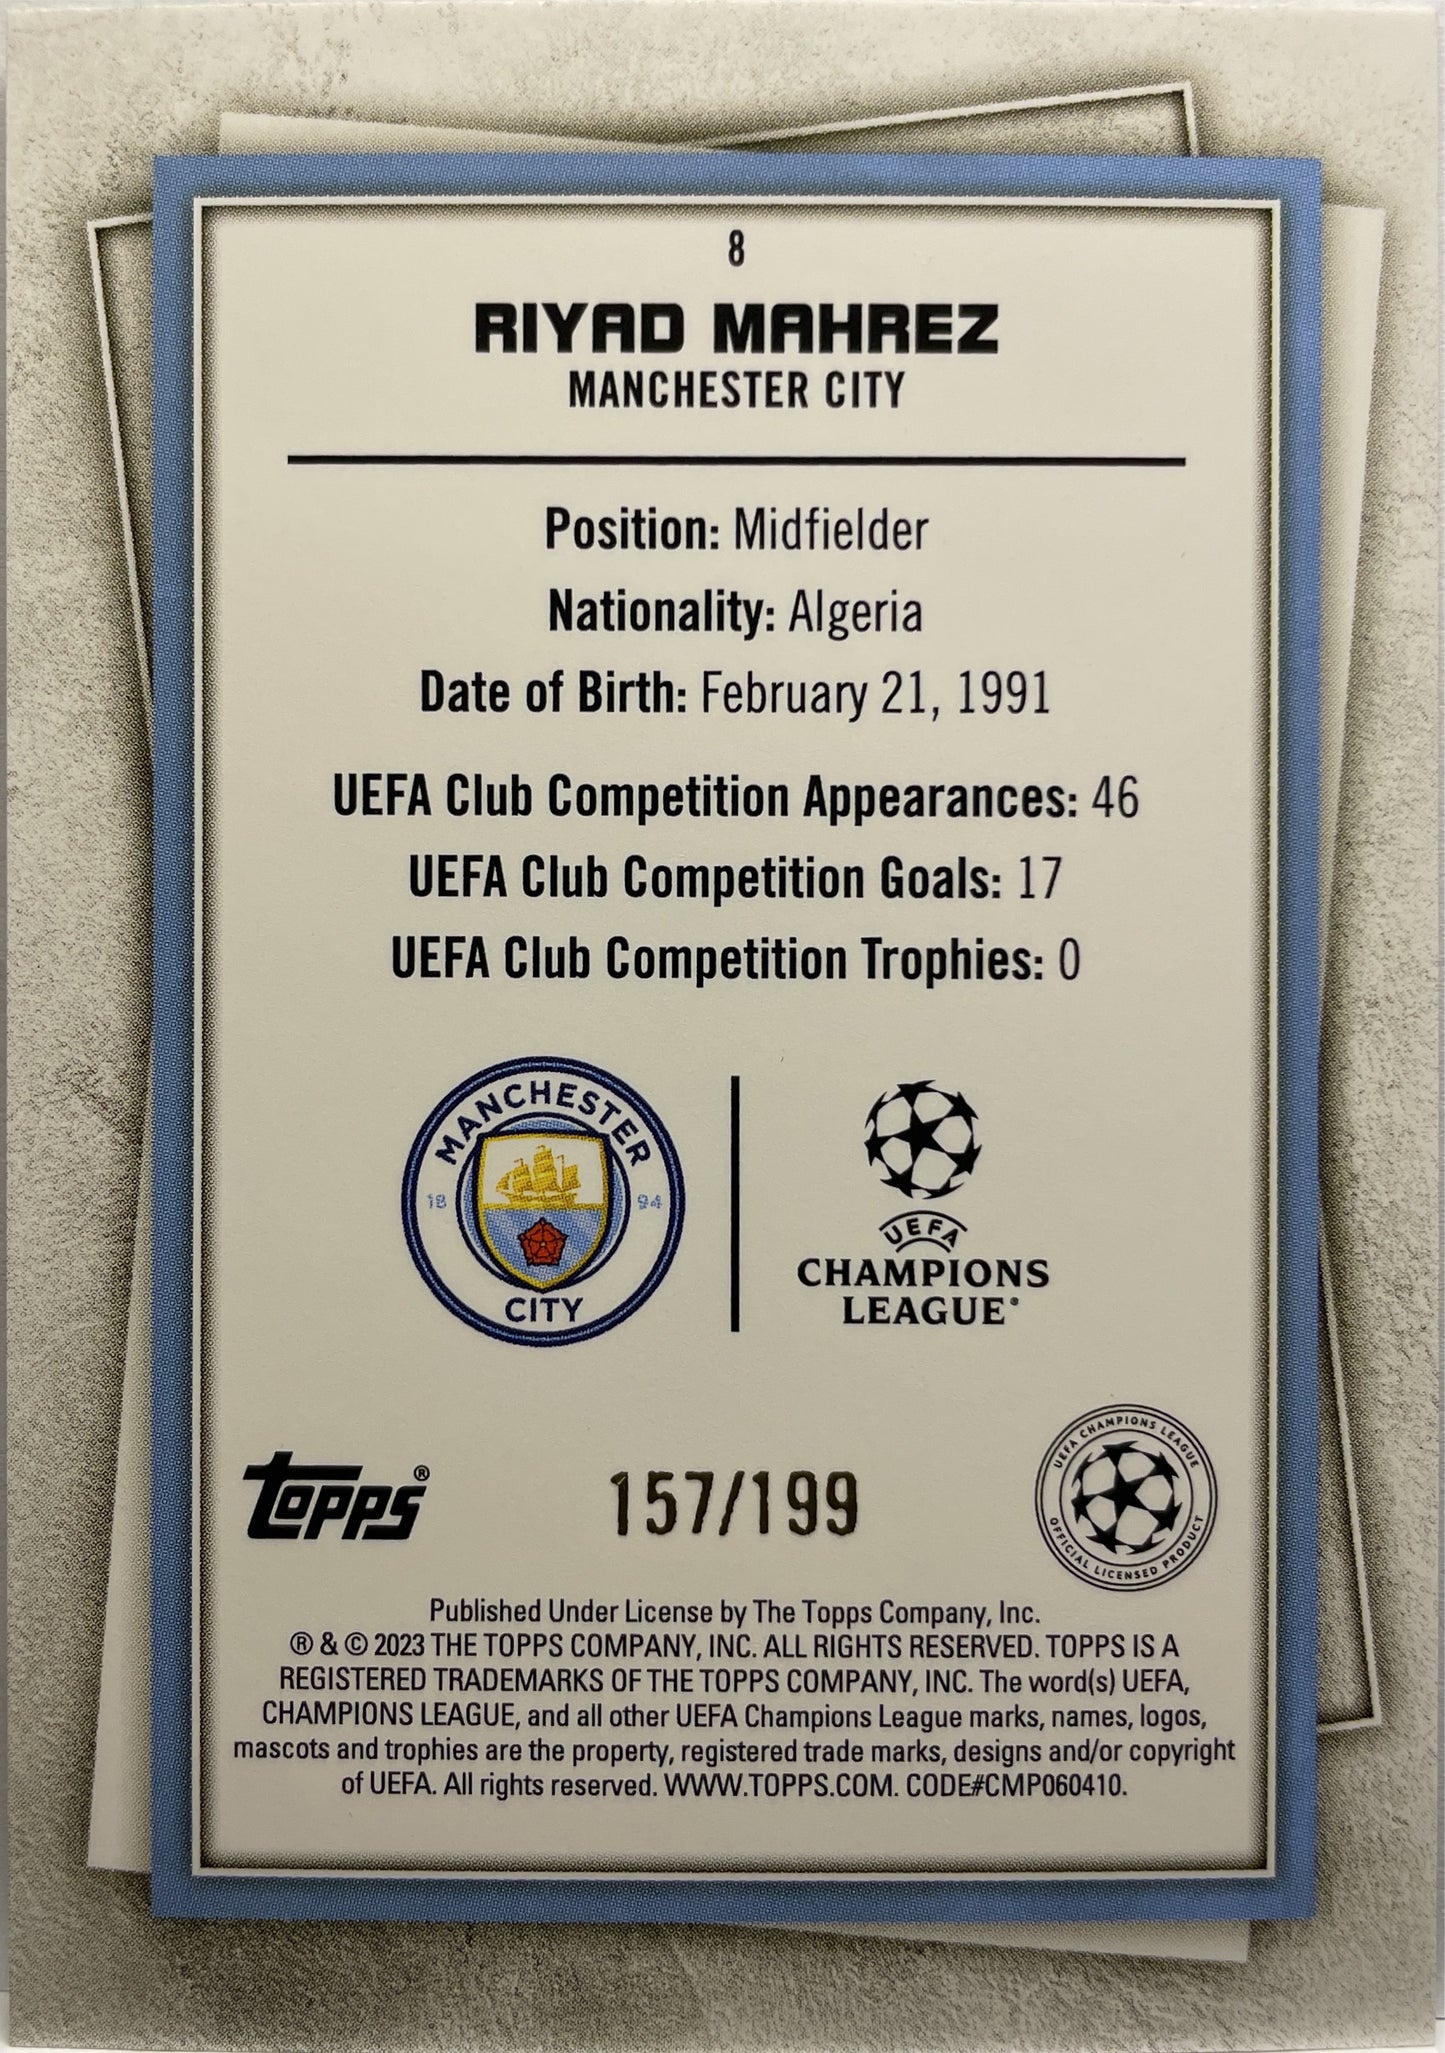 8
RIYAD MAHREZ
MANCHESTER CITY
Position: Midfielder
Nationality: Algeria
Date of Birth: February 21, 1991
UEFA Club Competition Appearances: 46
UEFA Club Competition Goals: 17
UEFA Club Competition Trophies: 0
MANCHESTER
18 94
CITY
UEFA
CHAMPIONS
LEAGUE®
TOPPS®
157/199
UEFA CHAMPIONS LEAGUE
OFFICIAL LICENSED PRODUCT
Published Under License by The Topps Company, Inc.
® & © 2023 THE TOPPS COMPANY, INC. ALL RIGHTS RESERVED. TOPPS IS A
REGISTERED TRADEMARKS OF THE TOPPS COMPANY, INC. The word(s) UEFA,
CHAMPIONS LEAGUE, and all other UEFA Champions League marks, names, logos,
mascots and trophies are the property, registered trade marks, designs and/or copyright
of UEFA. All rights reserved. WWW.TOPPS.COM. CODE#CMP060410.